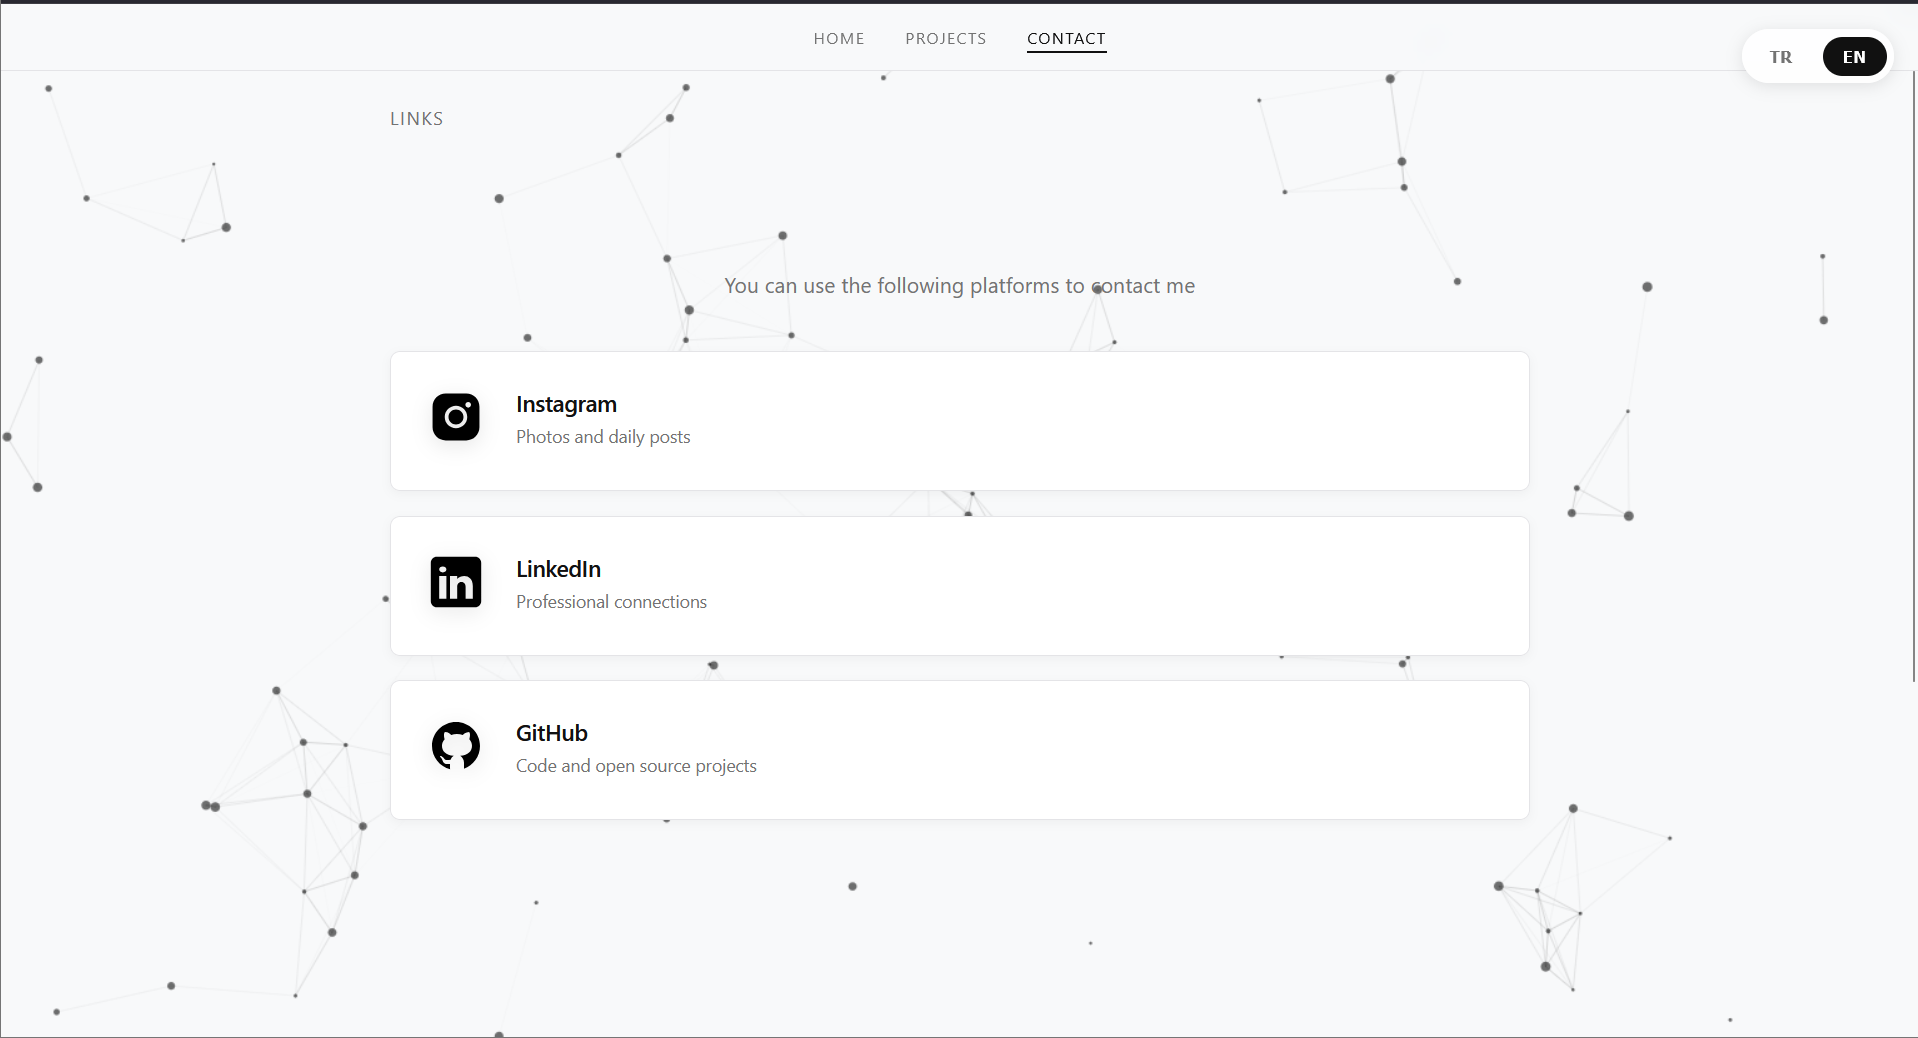 HOME PROJECTS CONTACT
TR EN
LINKS
You can use the following platforms to contact me
Instagram
Photos and daily posts
in
LinkedIn
Professional connections
GitHub
Code and open source projects